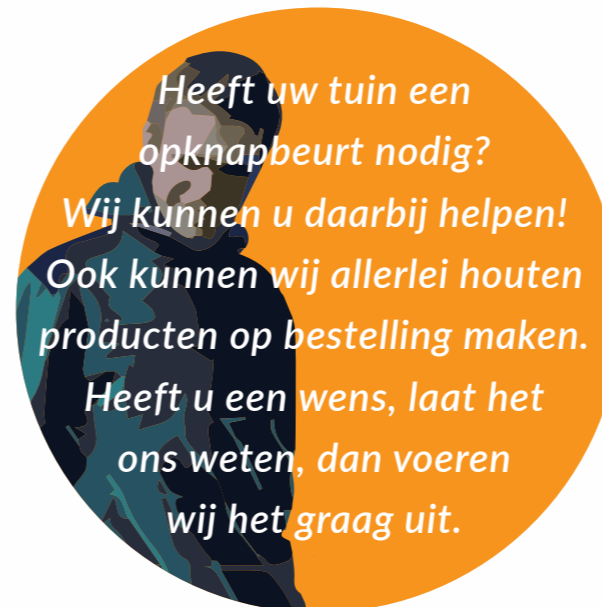 Heeft uw tuin een
opknapbeurt nodig?
Wij kunnen u daarbij helpen!
Ook kunnen wij allerlei houten
producten op bestelling maken.
Heeft u een wens, laat het
ons weten, dan voeren
wij het graag uit.